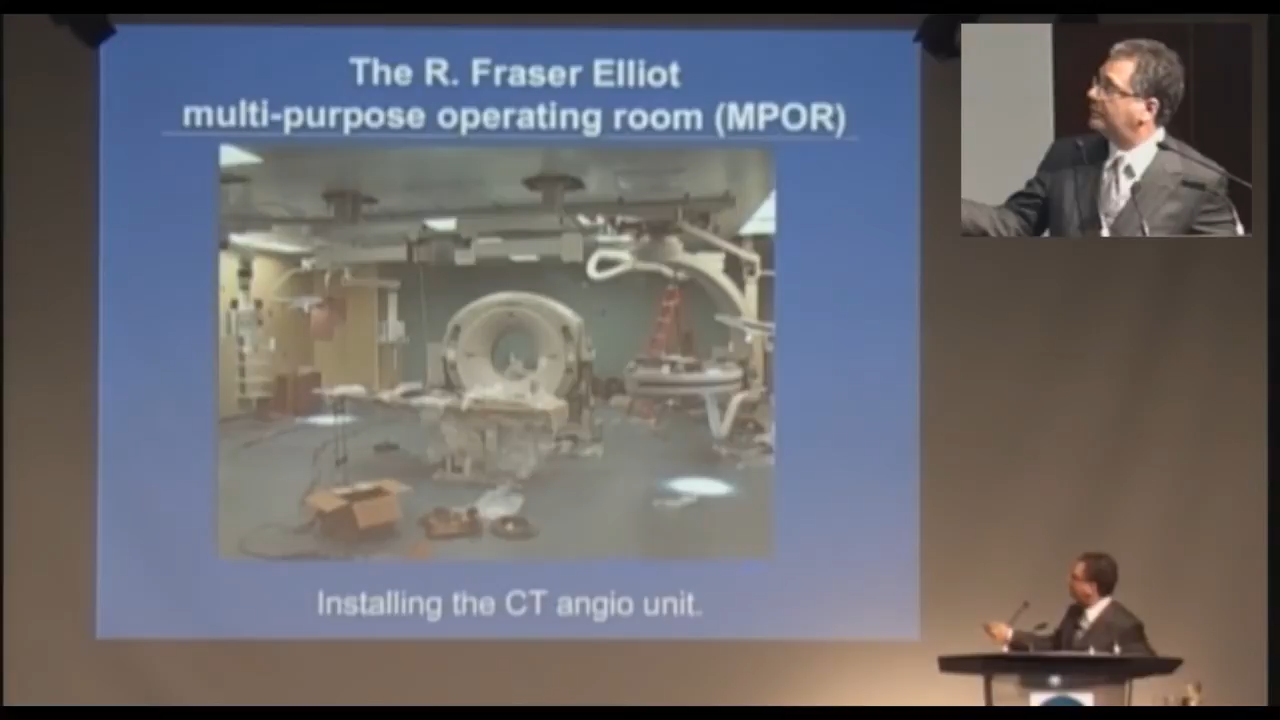 The R. Fraser Elliot
multi-purpose operating room (MPOR)
Installing the CT angio unit.